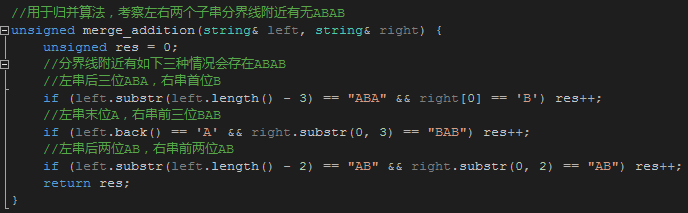 //用于归并算法，考察左右两个子串分界线附近有无ABAB
unsigned merge_addition(string& left, string& right) {
unsigned res = 0;
//分界线附近有如下三种情况会存在ABAB
//左串后三位ABA，右串首位B
if (left.substr(left.length() - 3) == "ABA" && right[0] == 'B') res++;
//左串末位A，右串前三位BAB
if (left.back() == 'A' && right.substr(0, 3) == "BAB") res++;
//左串后两位AB，右串前两位AB
if (left.substr(left.length() - 2) == "AB" && right.substr(0, 2) == "AB") res++;
return res;
}